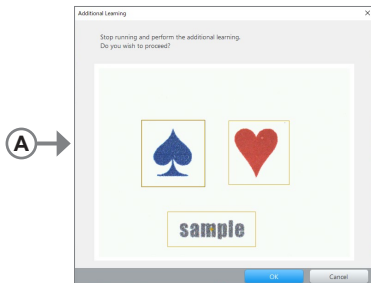 Additional Learning
Stop running and perform the additional learning.
Do you wish to proceed?
A
sample
OK
Cancel